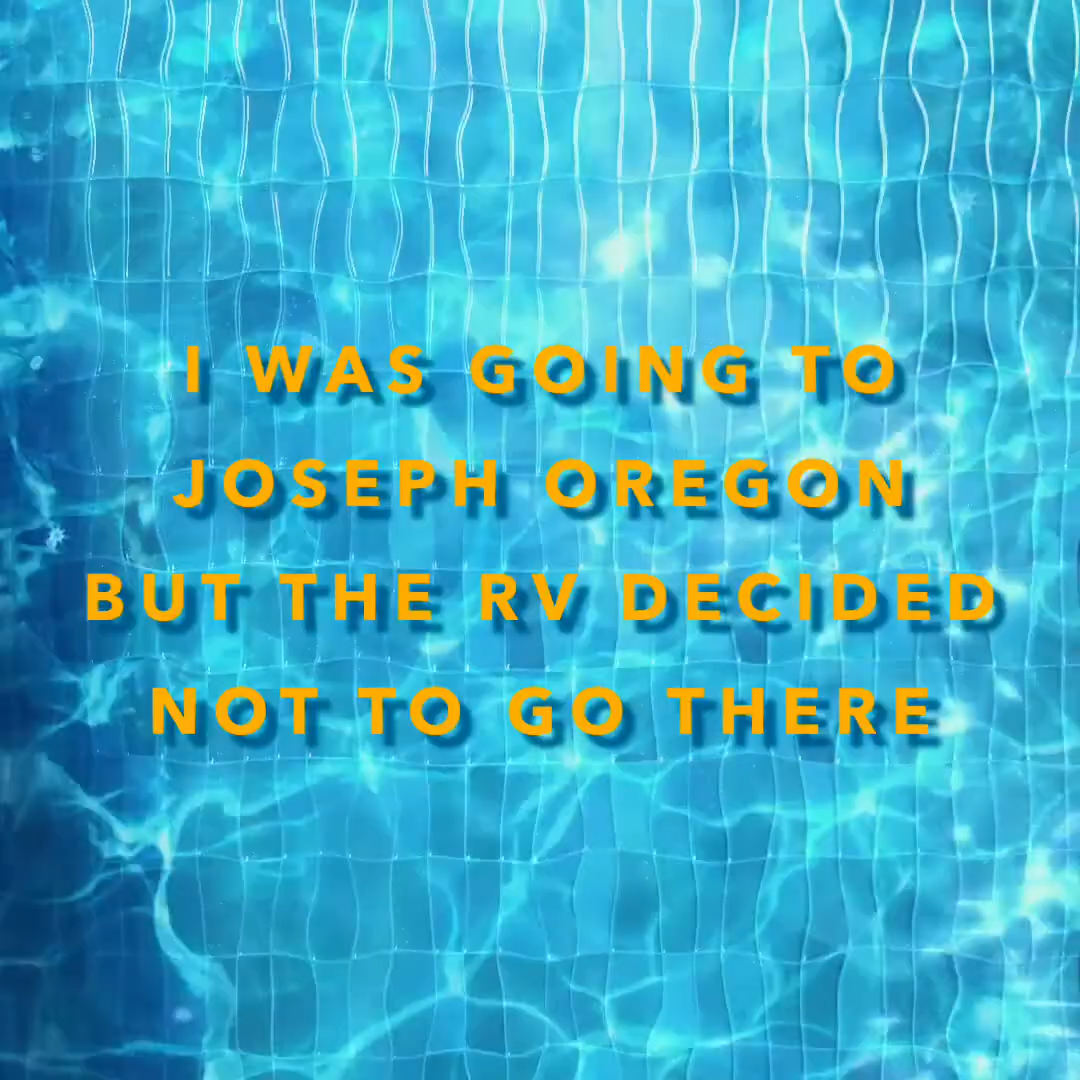 I WAS GOING TO
JOSEPH OREGON
BUT THE RV DECIDED
NOT TO GO THERE